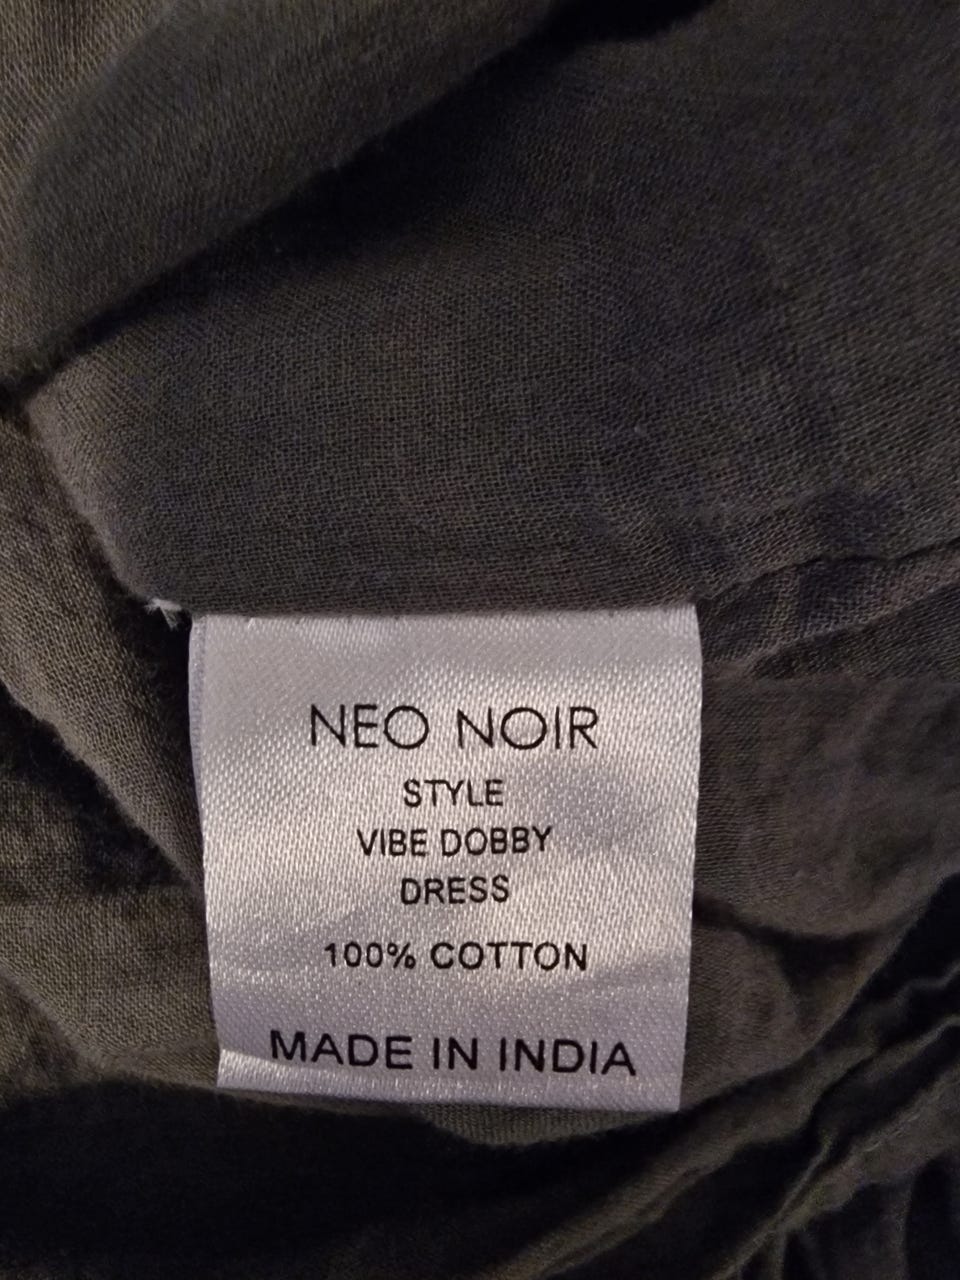 NEO NOIR
STYLE
VIBE DOBBY
DRESS
100% COTTON
MADE IN INDIA